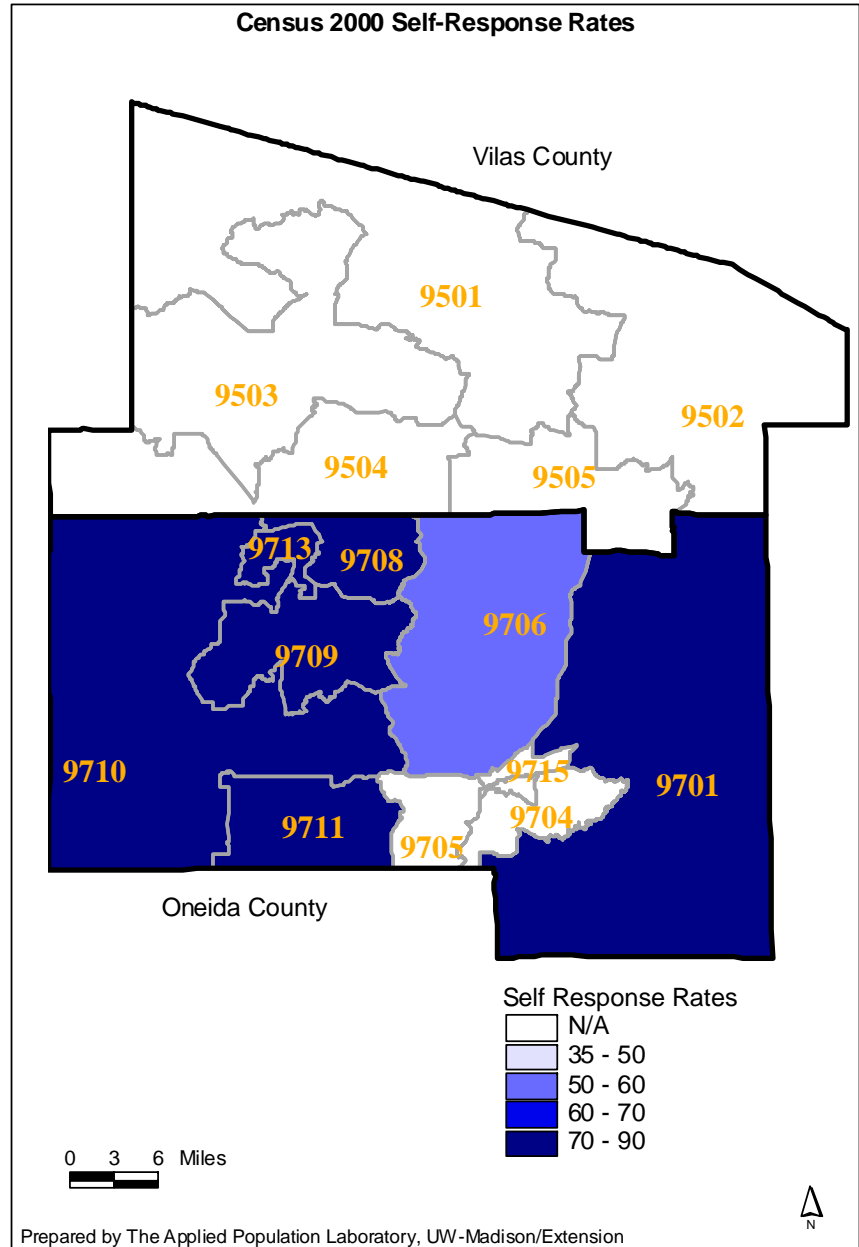 Census 2000 Self-Response Rates
Vilas County
9501
9503
9502
9504
9505
9713
9708
9706
9709
9710
9715
9701
9711
9704
9705
Oneida County
Self Response Rates
N/A
35 - 50
50 - 60
60 - 70
70 - 90
0 3 6 Miles
N
Prepared by The Applied Population Laboratory, UW-Madison/Extension